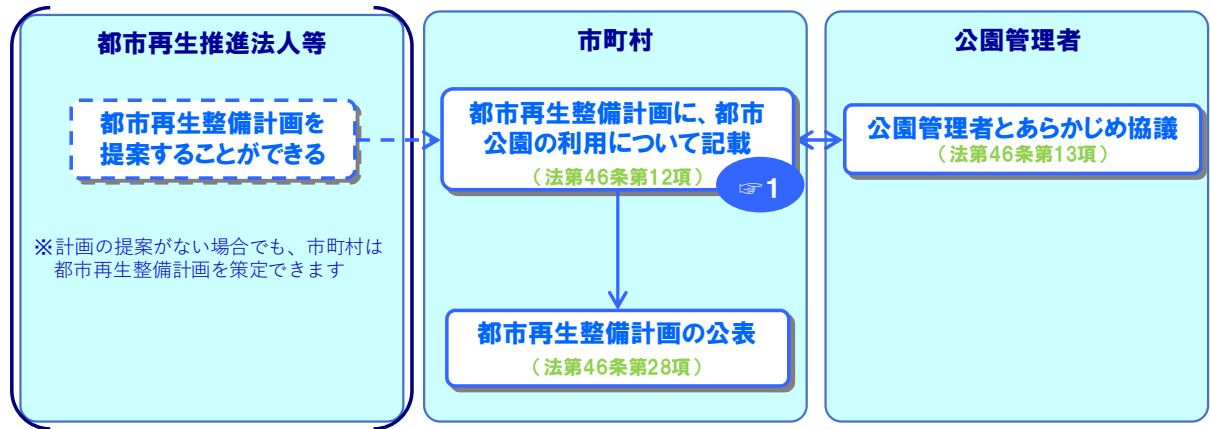 都市再生推進法人等
都市再生整備計画を
提案することができる
※計画の提案がない場合でも、市町村は
都市再生整備計画を策定できます
市町村
都市再生整備計画に、都市
公園の利用について記載
（法第46条第12項）
☞1
都市再生整備計画の公表
（法第46条第28項）
公園管理者
公園管理者とあらかじめ協議
（法第46条第13項）